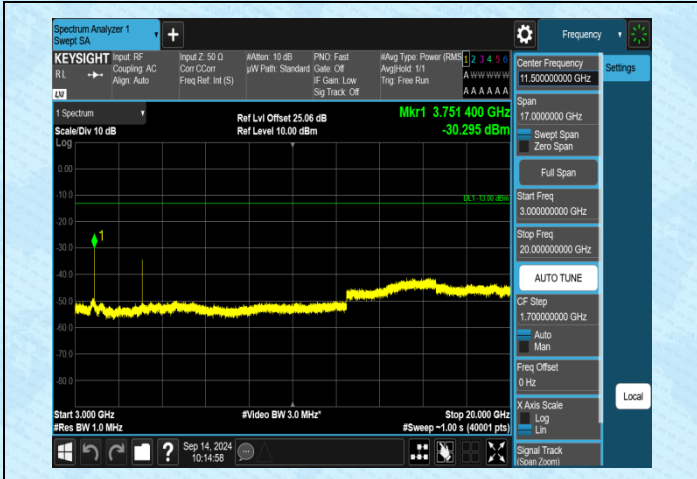 Spectrum Analyzer 1
Swept SA
Frequency
KEYSIGHT
Input: RF
Input Z: 50 Ω
#Atten: 10 dB
PNO: Fast
#Avg Type: Power (RMS
1 2 3 4 5 6
RL
Coupling: AC
Corr CCorr
µW Path: Standard
Gate: Off
Avg|Hold: 1/1
A W W W W W
Align: Auto
Freq Ref: Int (S)
IF Gain: Low
Trig: Free Run
LXI
Sig Track: Off
A A A A A A
1 Spectrum
Ref Lvl Offset 25.06 dB
Mkr1 3.751 400 GHz
Scale/Div 10 dB
Ref Level 10.00 dBm
-30.295 dBm
Log
0.00
-10.0
DL1 -13.00 dBm
-20.0
1
-30.0
-40.0
-50.0
-60.0
-70.0
-80.0
Start 3.000 GHz
#Video BW 3.0 MHz*
Stop 20.000 GHz
#Res BW 1.0 MHz
#Sweep ~1.00 s (40001 pts)
Sep 14, 2024
10:14:58
Center Frequency
11.500000000 GHz
Settings
Span
17.0000000 GHz
Swept Span
Zero Span
Full Span
Start Freq
3.000000000 GHz
Stop Freq
20.000000000 GHz
AUTO TUNE
CF Step
1.700000000 GHz
Auto
Man
Freq Offset
0 Hz
Local
X Axis Scale
Log
Lin
Signal Track
(Span Zoom)